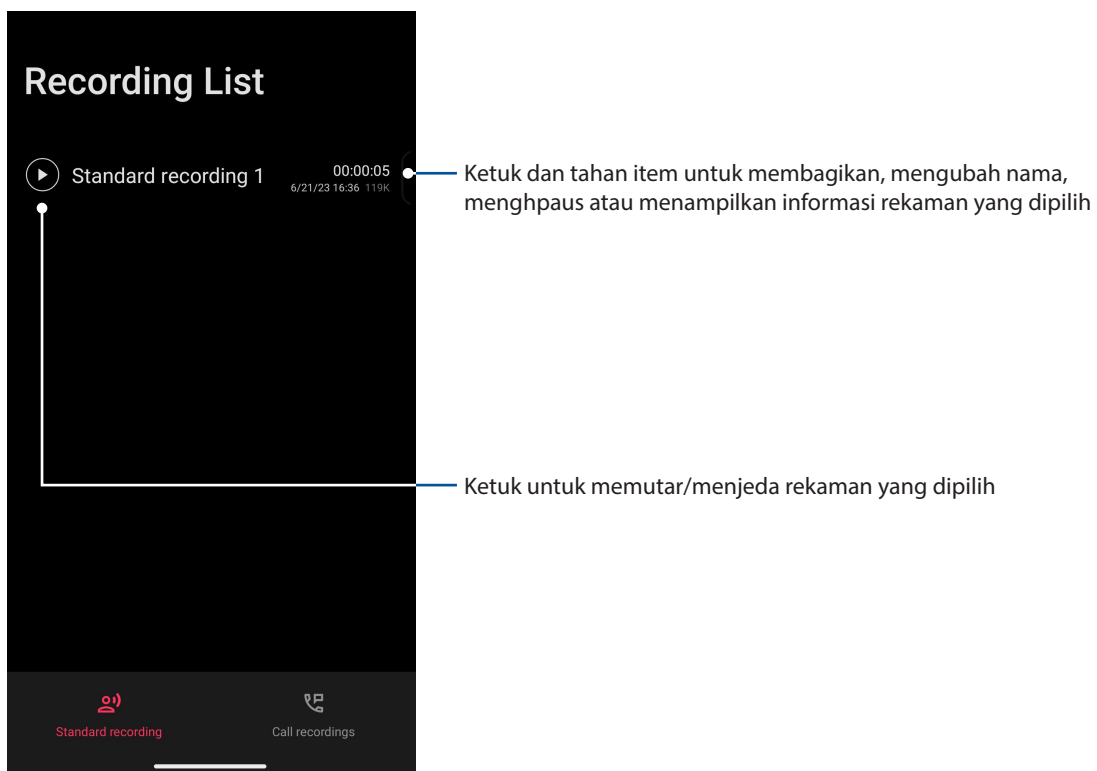 Recording List
Standard recording 1
00:00:05
6/21/23 16:36 119K
Ketuk dan tahan item untuk membagikan, mengubah nama,
menghpaus atau menampilkan informasi rekaman yang dipilih
Ketuk untuk memutar/menjeda rekaman yang dipilih
Standard recording
Call recordings